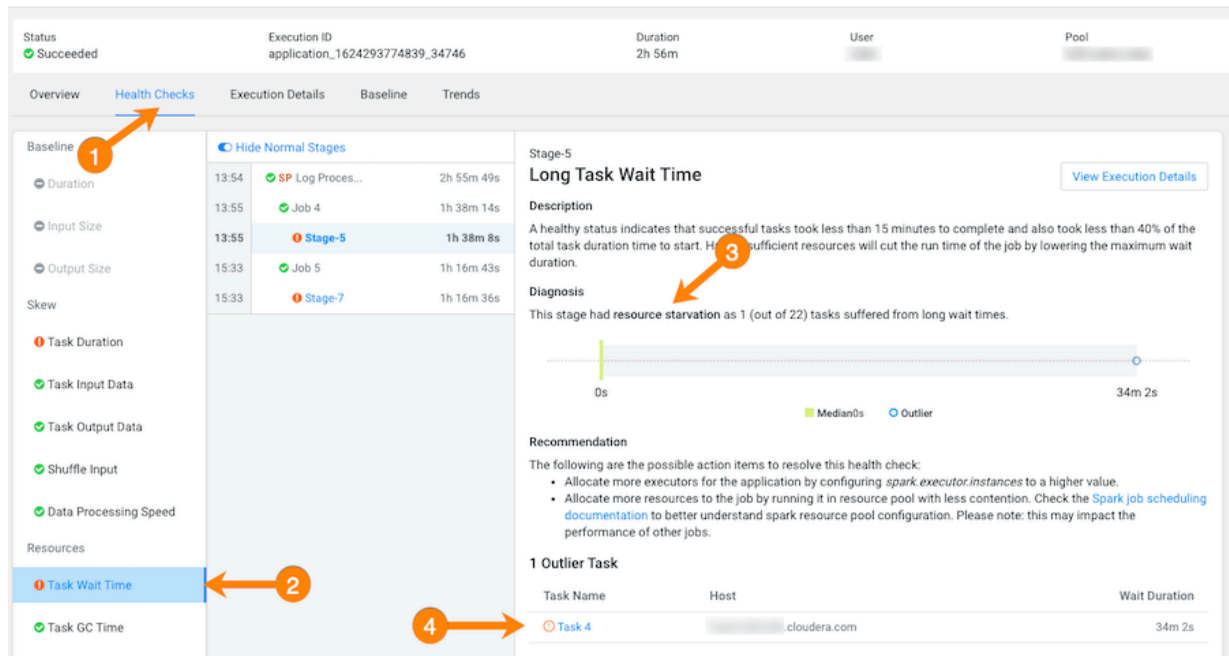 Status
Succeeded
Execution ID
application_1624293774839_34746
Duration
2h 56m
User
Pool
Overview
Health Checks
Execution Details
Baseline
Trends
1
Baseline
Duration
Input Size
Output Size
Skew
Task Duration
Task Input Data
Task Output Data
Shuffle Input
Data Processing Speed
Resources
Task Wait Time
Task GC Time
2
Hide Normal Stages
13:54 SP Log Proces... 2h 55m 49s
13:55 Job 4 1h 38m 14s
13:55 Stage-5 1h 38m 8s
15:33 Job 5 1h 16m 43s
15:33 Stage-7 1h 16m 36s
Stage-5
Long Task Wait Time
View Execution Details
Description
A healthy status indicates that successful tasks took less than 15 minutes to complete and also took less than 40% of the
total task duration time to start. H sufficient resources will cut the run time of the job by lowering the maximum wait
duration.
3
Diagnosis
This stage had resource starvation as 1 (out of 22) tasks suffered from long wait times.
0s
34m 2s
Median0s Outlier
Recommendation
The following are the possible action items to resolve this health check:
• Allocate more executors for the application by configuring spark.executor.instances to a higher value.
• Allocate more resources to the job by running it in resource pool with less contention. Check the Spark job scheduling
documentation to better understand spark resource pool configuration. Please note: this may impact the
performance of other jobs.
1 Outlier Task
Task Name Host Wait Duration
4
Task 4 .cloudera.com 34m 2s